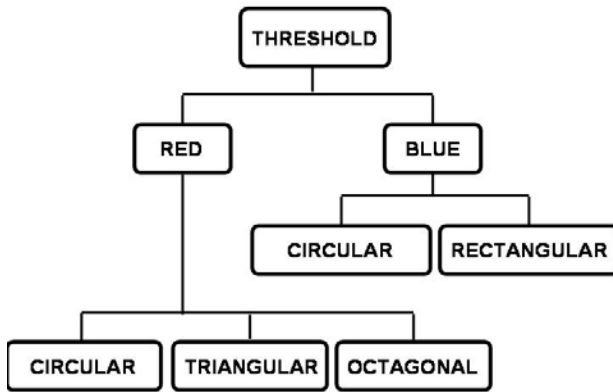 THRESHOLD
RED
BLUE
CIRCULAR
RECTANGULAR
CIRCULAR
TRIANGULAR
OCTAGONAL